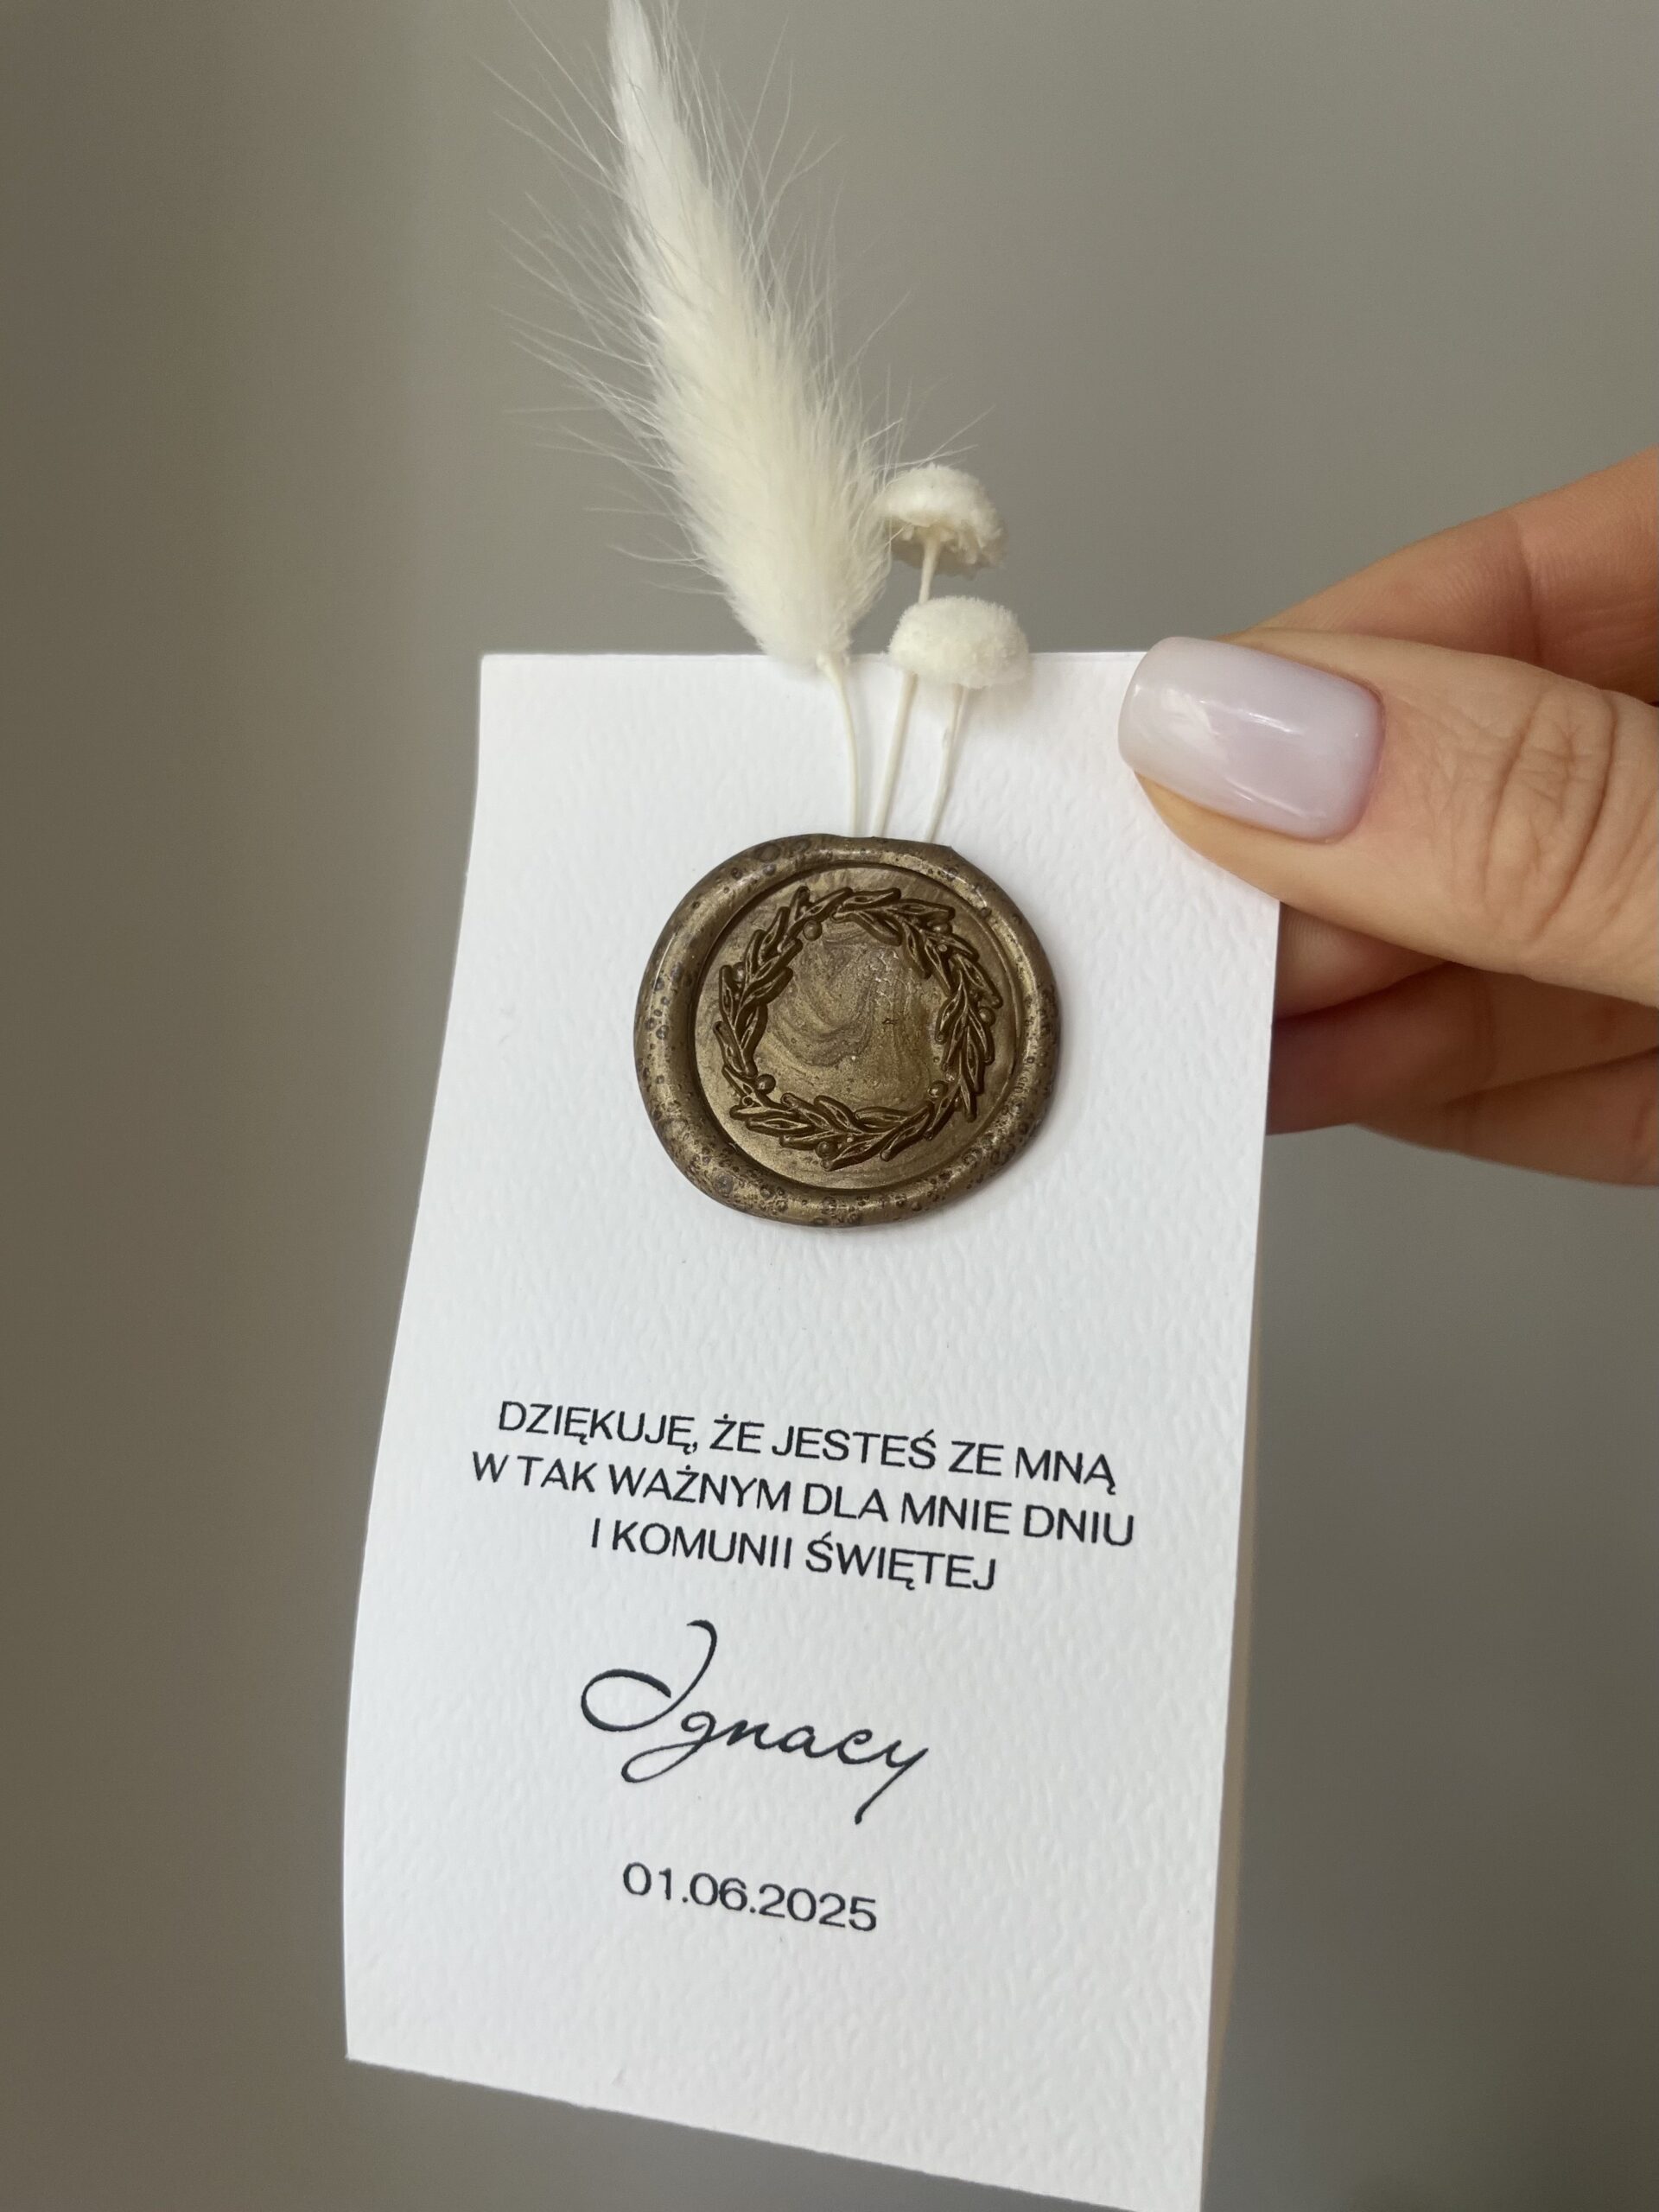 DZIĘKUJĘ, ŻE JESTEŚ ZE MNĄ
W TAK WAŻNYM DLA MNIE DNIU
I KOMUNII ŚWIĘTEJ
Ignacy
01.06.2025